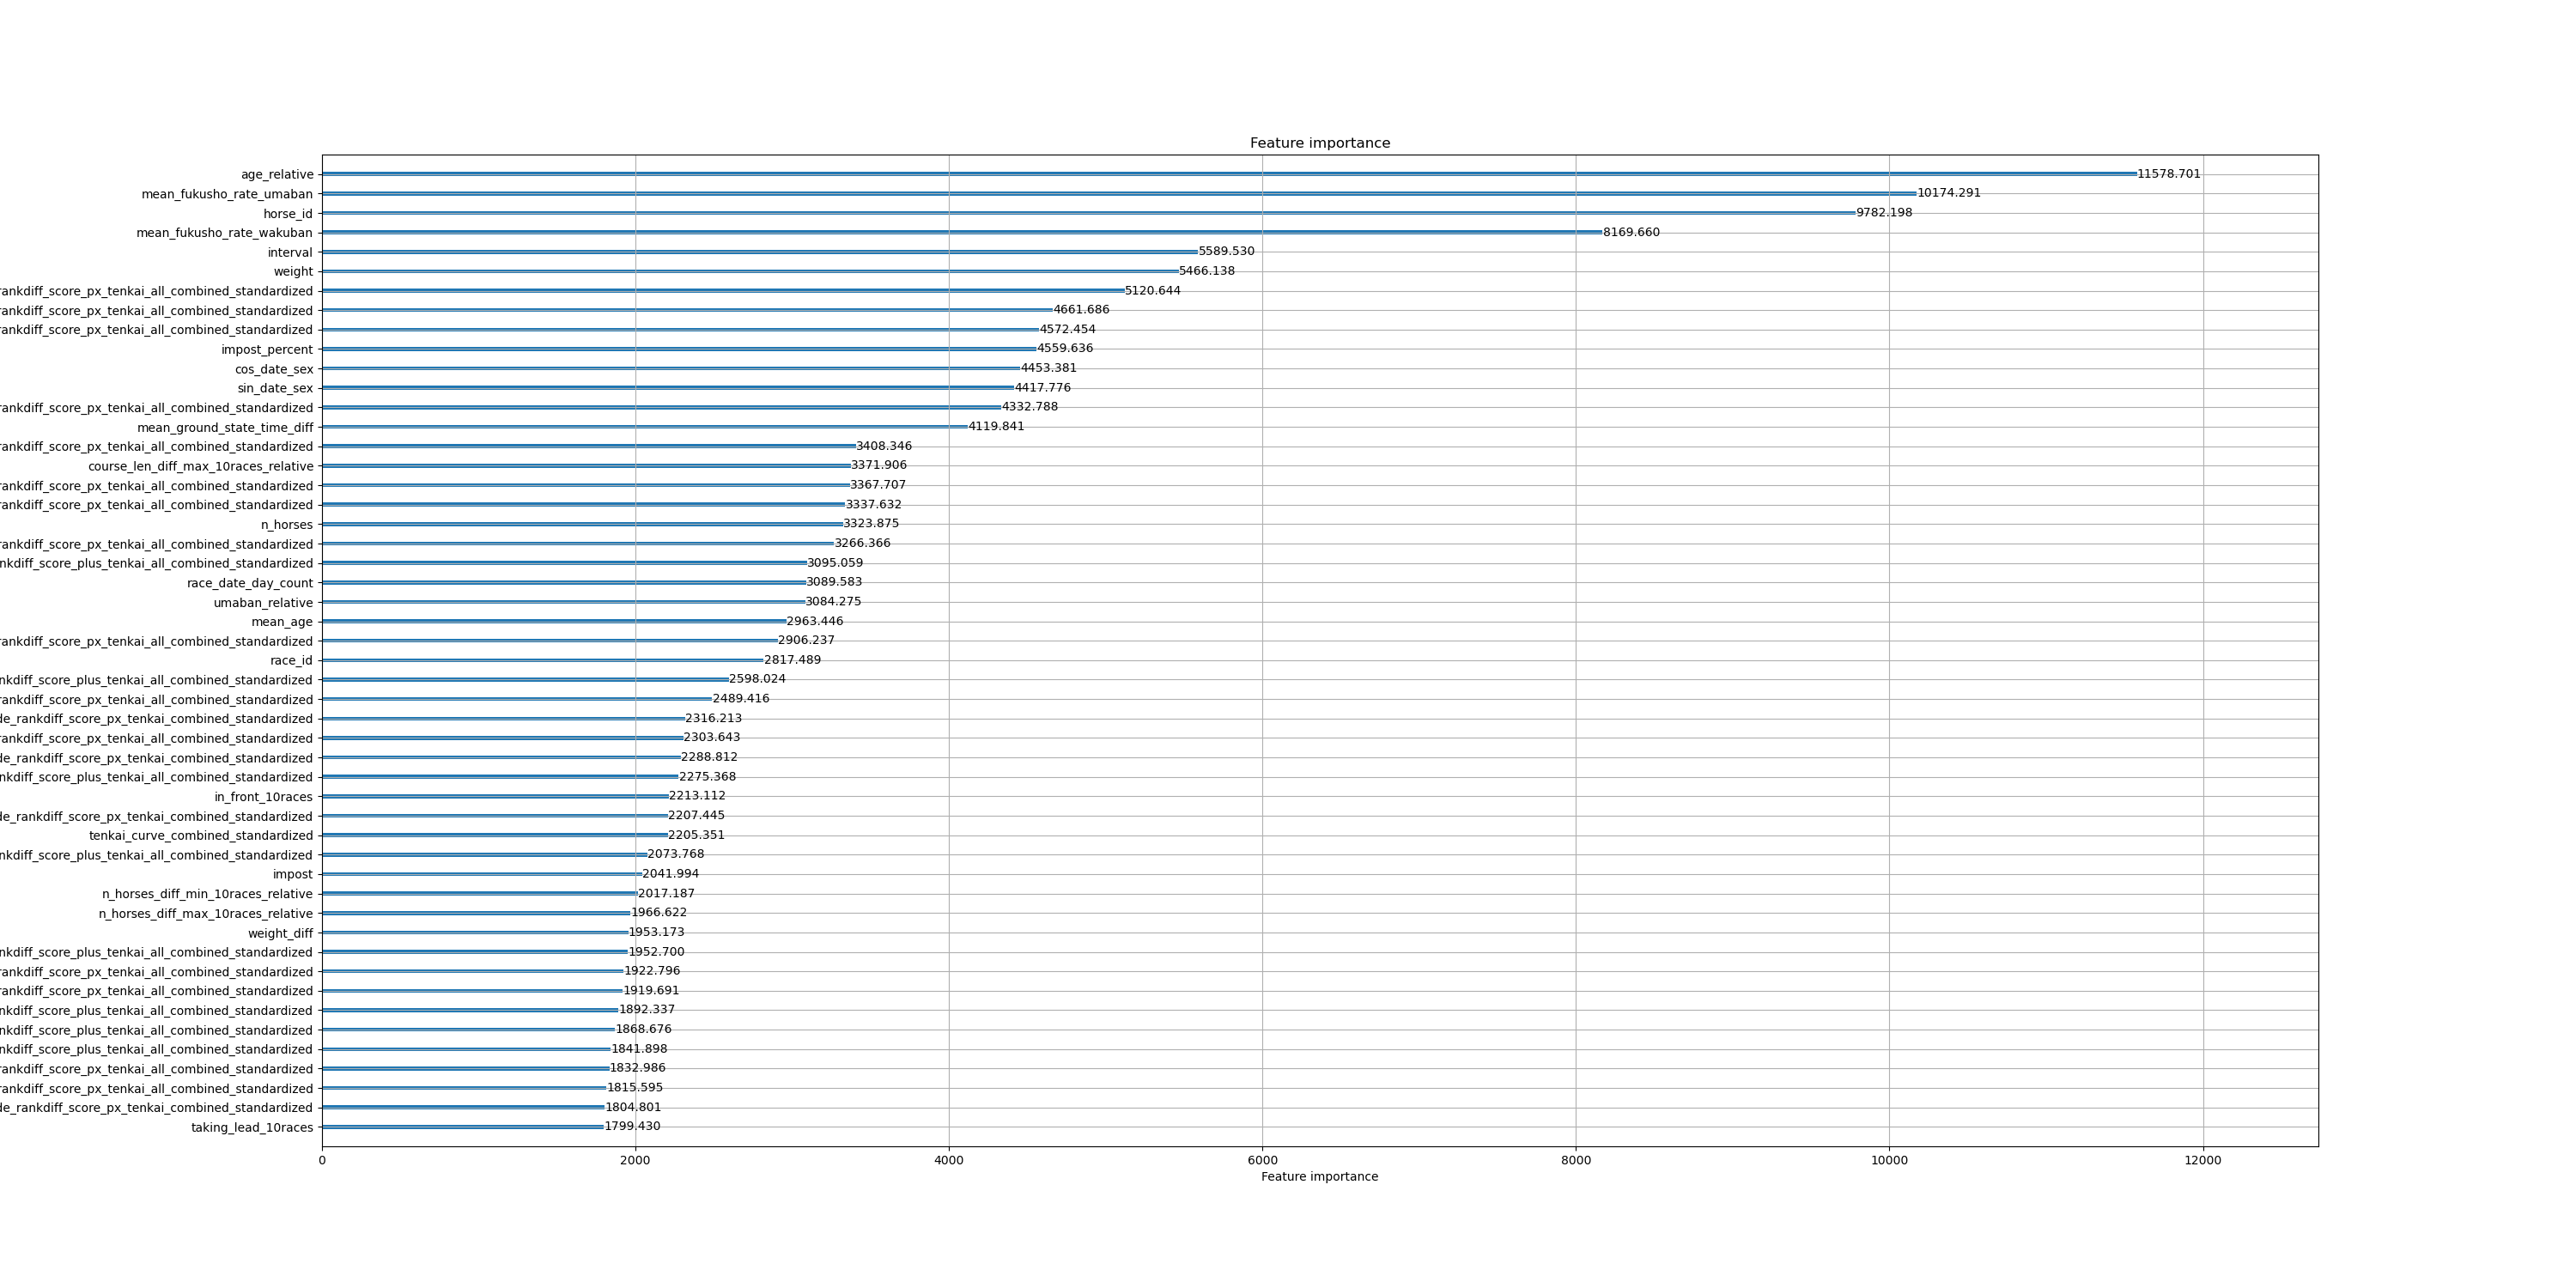 Feature importance
age_relative 11578.701
mean_fukusho_rate_umaban 10174.291
horse_id 9782.198
mean_fukusho_rate_wakuban 8169.660
interval 5589.530
weight 5466.138
rankdiff_score_px_tenkai_all_combined_standardized 5120.644
rankdiff_score_px_tenkai_all_combined_standardized 4661.686
rankdiff_score_px_tenkai_all_combined_standardized 4572.454
impost_percent 4559.636
cos_date_sex 4453.381
sin_date_sex 4417.776
rankdiff_score_px_tenkai_all_combined_standardized 4332.788
mean_ground_state_time_diff 4119.841
rankdiff_score_px_tenkai_all_combined_standardized 3408.346
course_len_diff_max_10races_relative 3371.906
rankdiff_score_px_tenkai_all_combined_standardized 3367.707
rankdiff_score_px_tenkai_all_combined_standardized 3337.632
n_horses 3323.875
rankdiff_score_px_tenkai_all_combined_standardized 3266.366
nkdiff_score_plus_tenkai_all_combined_standardized 3095.059
race_date_day_count 3089.583
umaban_relative 3084.275
mean_age 2963.446
rankdiff_score_px_tenkai_all_combined_standardized 2906.237
race_id 2817.489
nkdiff_score_plus_tenkai_all_combined_standardized 2598.024
rankdiff_score_px_tenkai_all_combined_standardized 2489.416
de_rankdiff_score_px_tenkai_combined_standardized 2316.213
rankdiff_score_px_tenkai_all_combined_standardized 2303.643
de_rankdiff_score_px_tenkai_combined_standardized 2288.812
nkdiff_score_plus_tenkai_all_combined_standardized 2275.368
in_front_10races 2213.112
de_rankdiff_score_px_tenkai_combined_standardized 2207.445
tenkai_curve_combined_standardized 2205.351
nkdiff_score_plus_tenkai_all_combined_standardized 2073.768
impost 2041.994
n_horses_diff_min_10races_relative 2017.187
n_horses_diff_max_10races_relative 1966.622
weight_diff 1953.173
nkdiff_score_plus_tenkai_all_combined_standardized 1952.700
rankdiff_score_px_tenkai_all_combined_standardized 1922.796
rankdiff_score_px_tenkai_all_combined_standardized 1919.691
nkdiff_score_plus_tenkai_all_combined_standardized 1892.337
nkdiff_score_plus_tenkai_all_combined_standardized 1868.676
nkdiff_score_plus_tenkai_all_combined_standardized 1841.898
rankdiff_score_px_tenkai_all_combined_standardized 1832.986
rankdiff_score_px_tenkai_all_combined_standardized 1815.595
de_rankdiff_score_px_tenkai_combined_standardized 1804.801
taking_lead_10races 1799.430
0 2000 4000 6000 8000 10000 12000
Feature importance